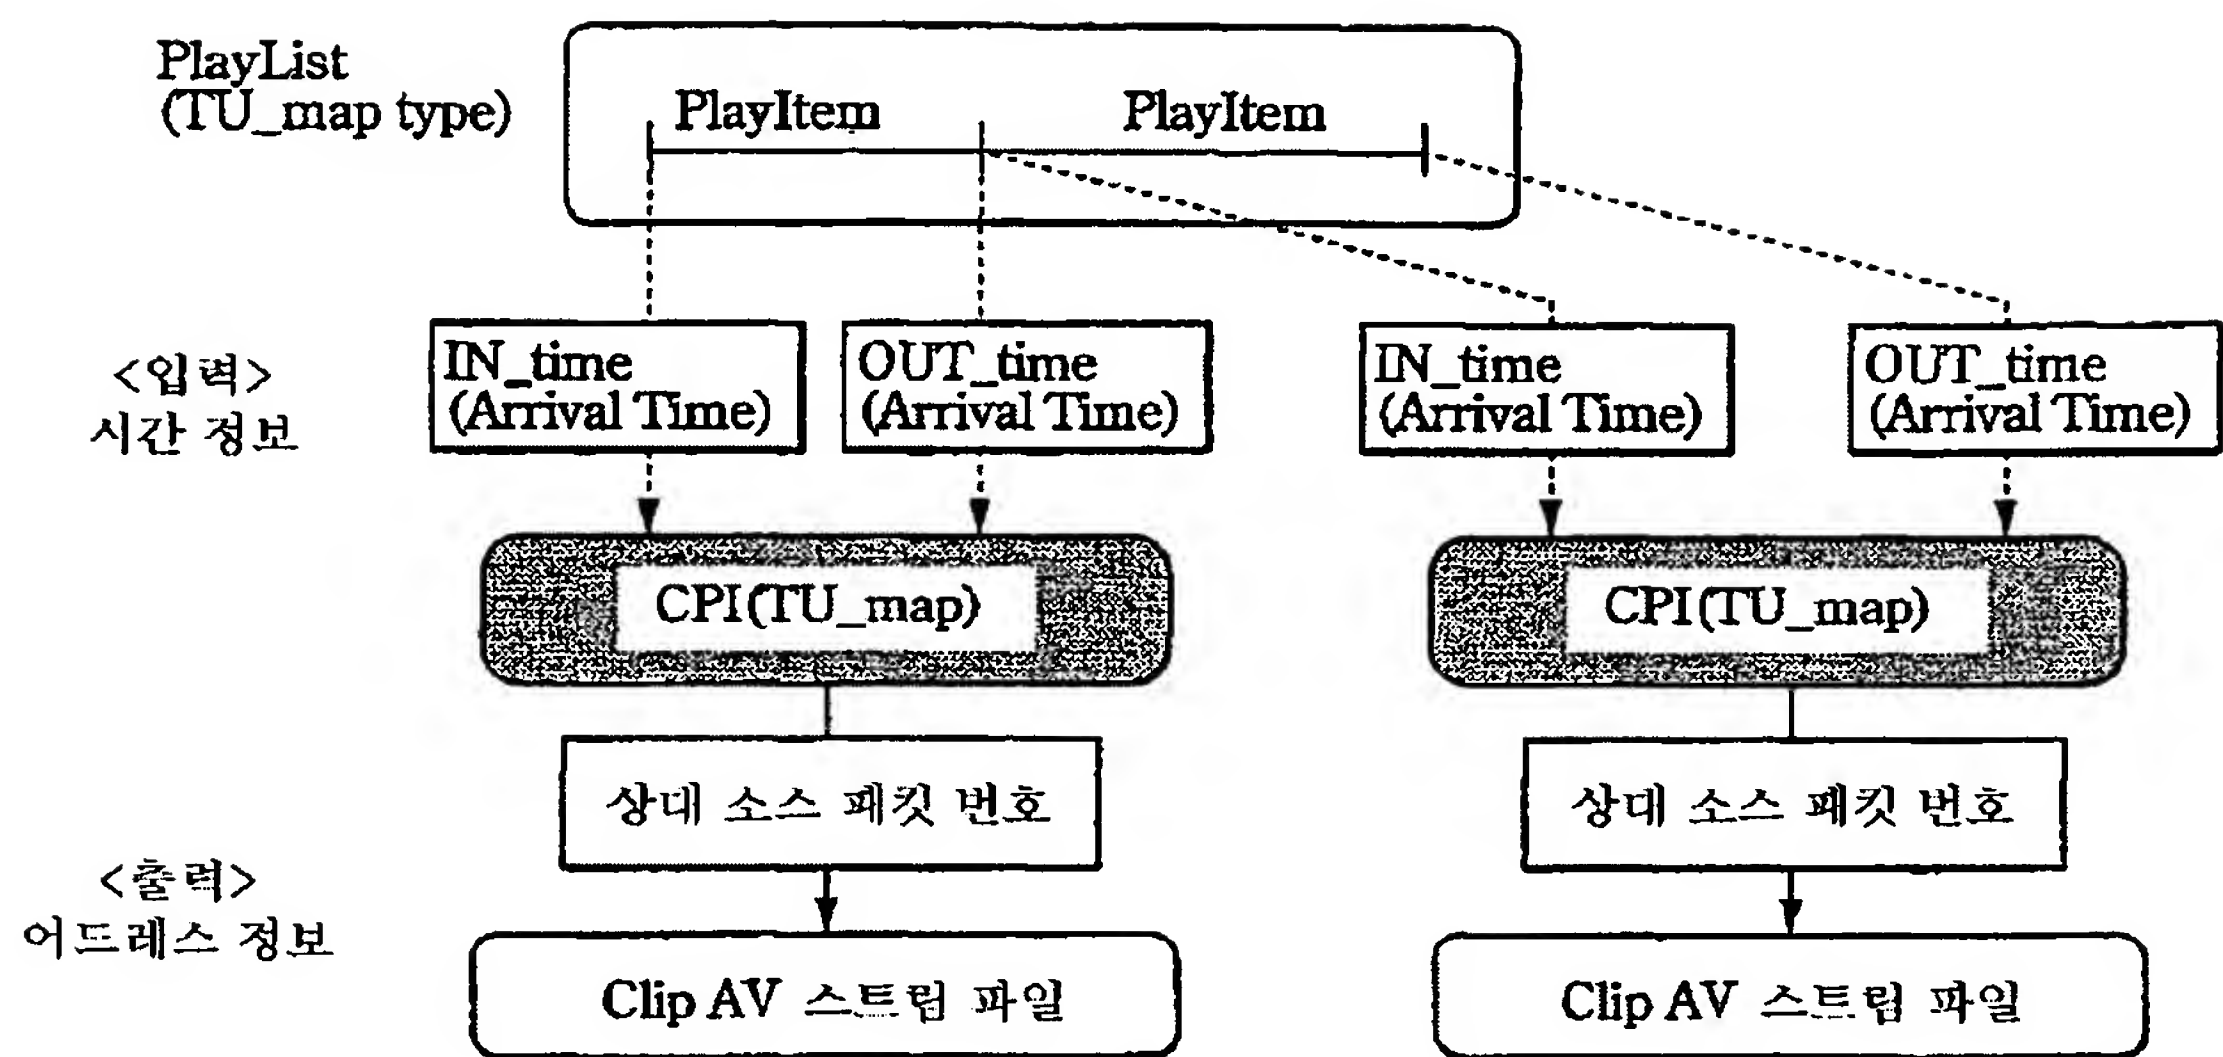 PlayList
(TU_map type)
PlayItem
PlayItem
<입력>
시간 정보
IN_time
(Arrival Time)
OUT_time
(Arrival Time)
IN_time
(Arrival Time)
OUT_time
(Arrival Time)
CPI(TU_map)
CPI(TU_map)
상대 소스 패킷 번호
상대 소스 패킷 번호
<출력>
어드레스 정보
Clip AV 스트림 파일
Clip AV 스트림 파일